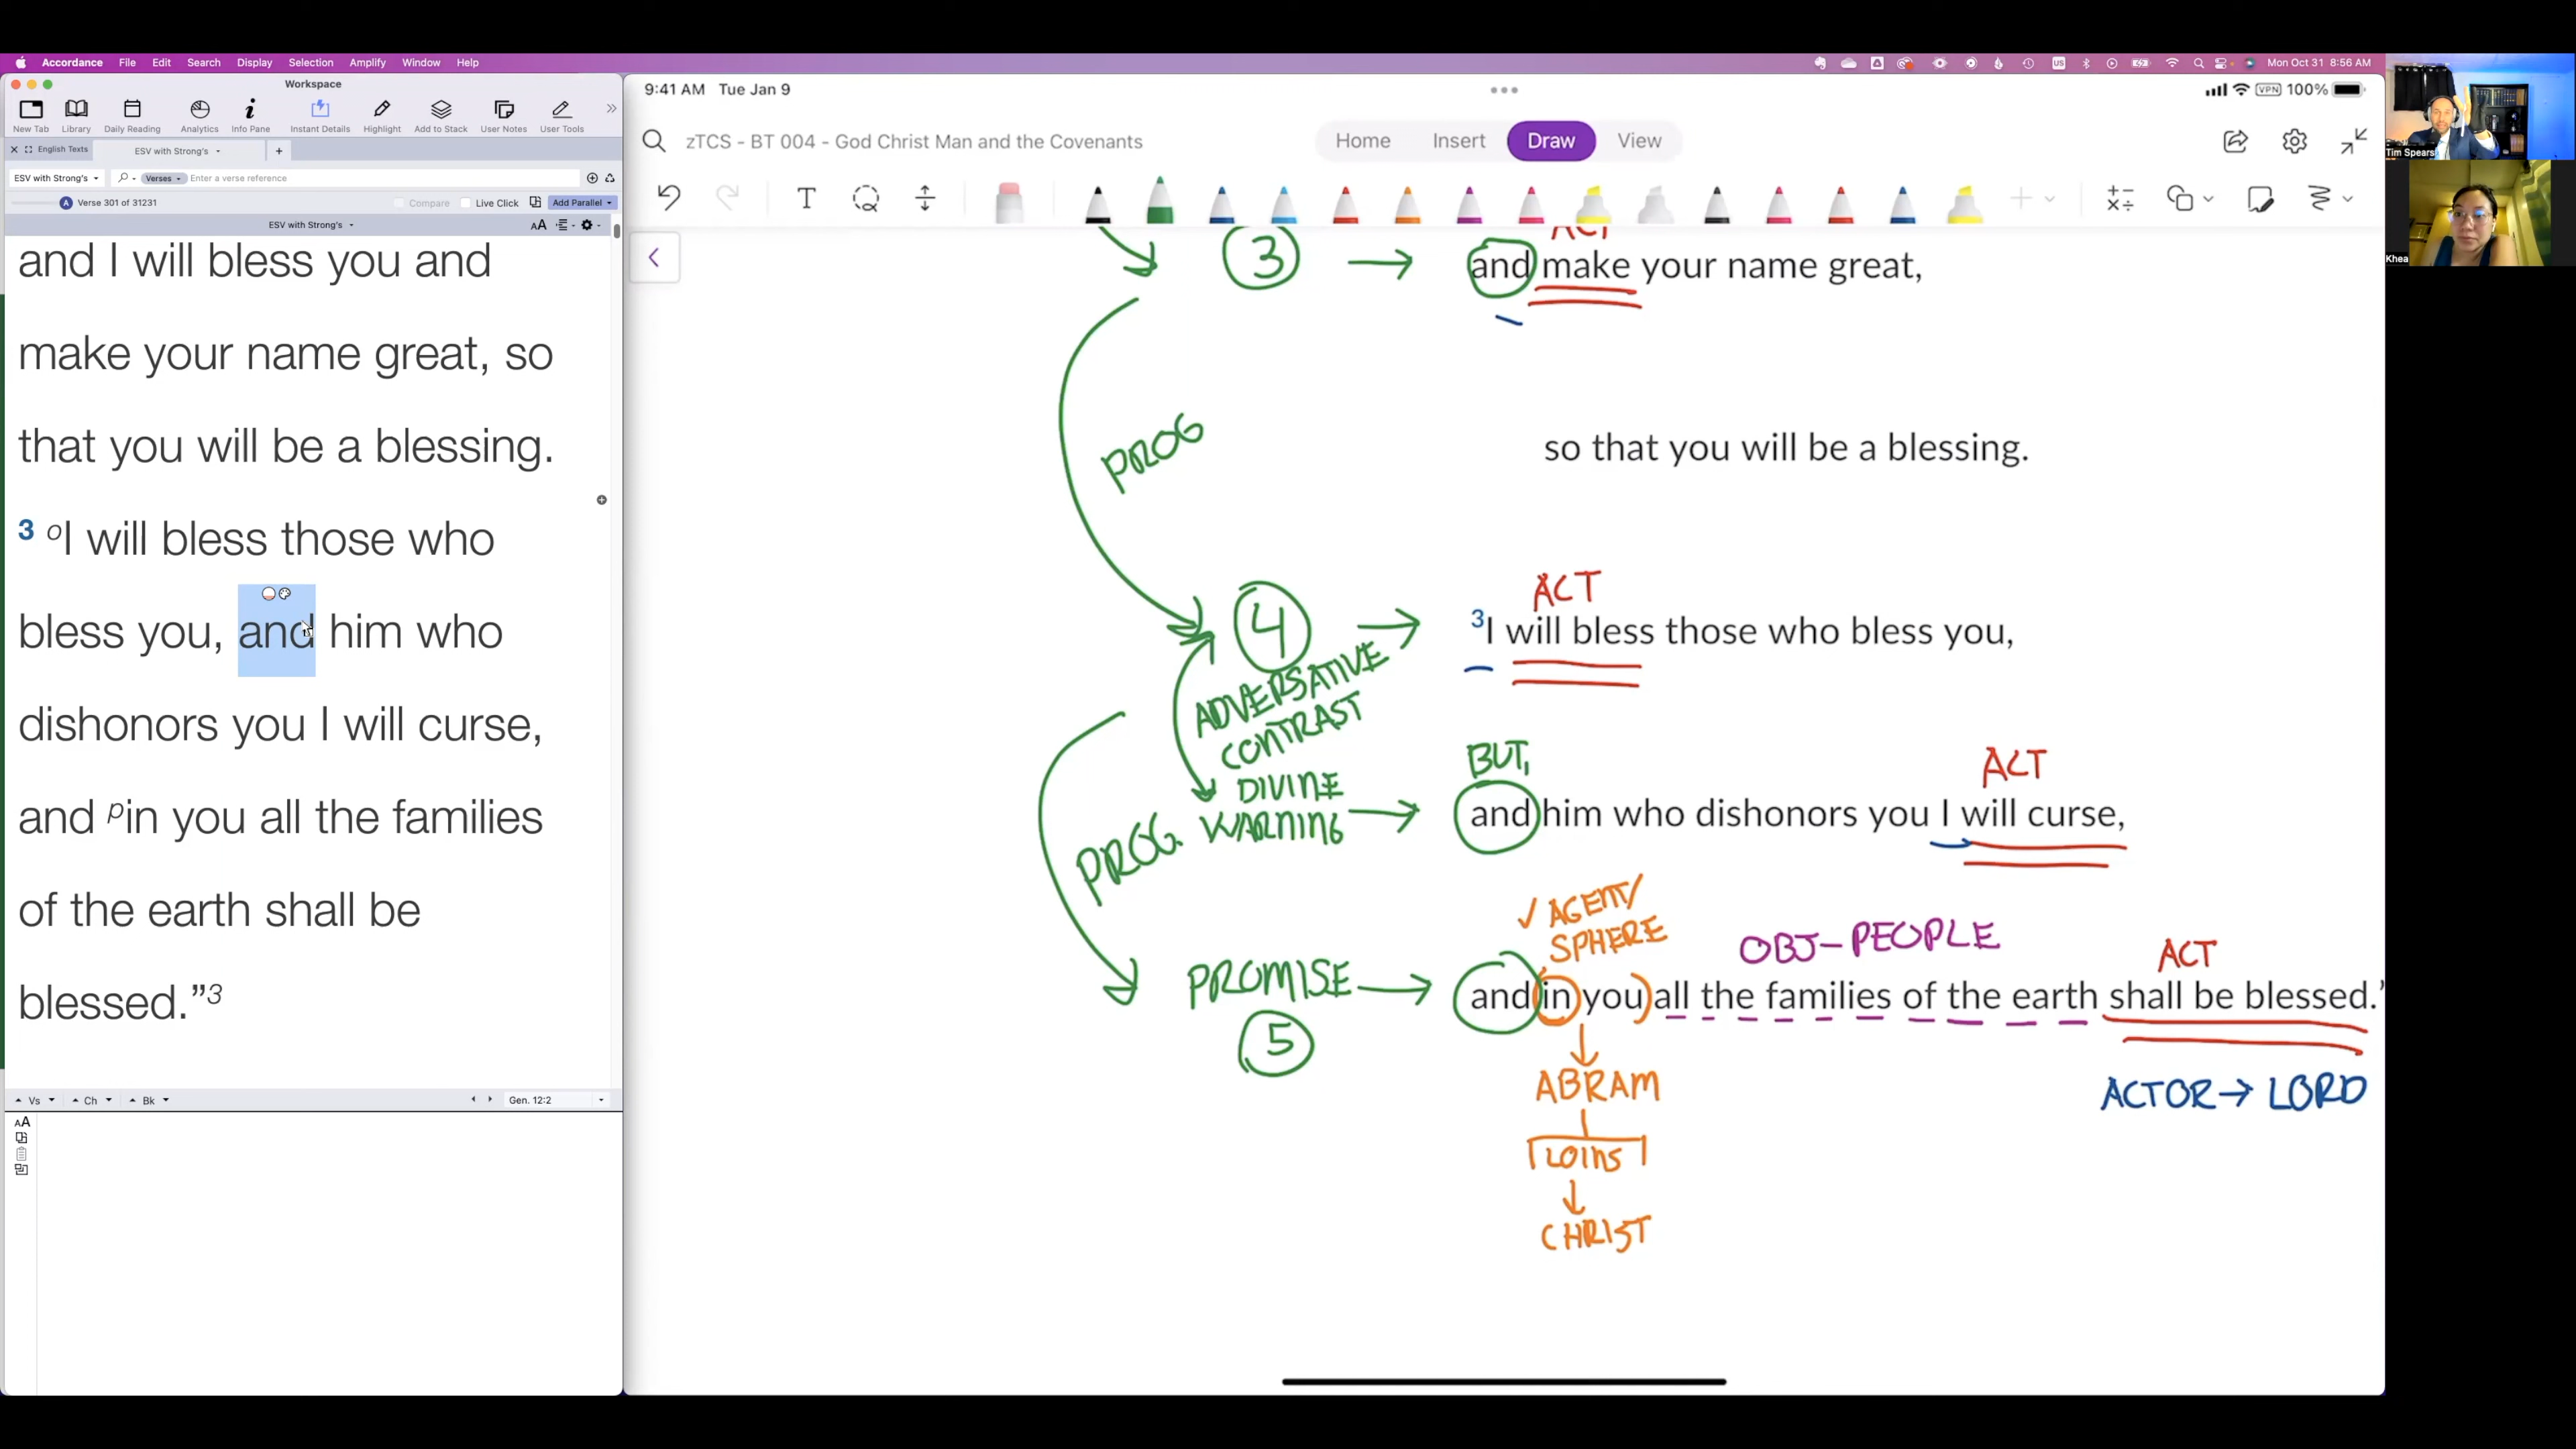 Accordance File Edit Search Display Selection Amplify Window Help
Mon Oct 31 8:56 AM
Workspace
New Tab Library Daily Reading Analytics Info Pane Instant Details Highlight Add to Stack User Notes User Tools
English Texts
ESV with Strong's
ESV with Strong's
Verses
Enter a verse reference
Verse 301 of 31231
Compare
Live Click
Add Parallel
ESV with Strong's
AA
and I will bless you and
make your name great, so
that you will be a blessing.
3 oI will bless those who
bless you, and him who
dishonors you I will curse,
and pin you all the families
of the earth shall be
blessed.”3
Vs Ch Bk
Gen. 12:2
AA
9:41 AM Tue Jan 9
VPN 100%
zTCS - BT 004 - God Christ Man and the Covenants
Home Insert Draw View
T
ACT
3 → and make your name great,
PROG
so that you will be a blessing.
ACT
4 → 3I will bless those who bless you,
ADVERSATIVE
CONTRAST
BUT, ACT
DIVINE
WARNING → and him who dishonors you I will curse,
PROG.
✓ AGENT/
SPHERE
OBJ-PEOPLE
ACT
PROMISE → and in you all the families of the earth shall be blessed.’
5
ABRAM
ACTOR → LORD
LOINS
CHRIST
Tim Spears
Khea